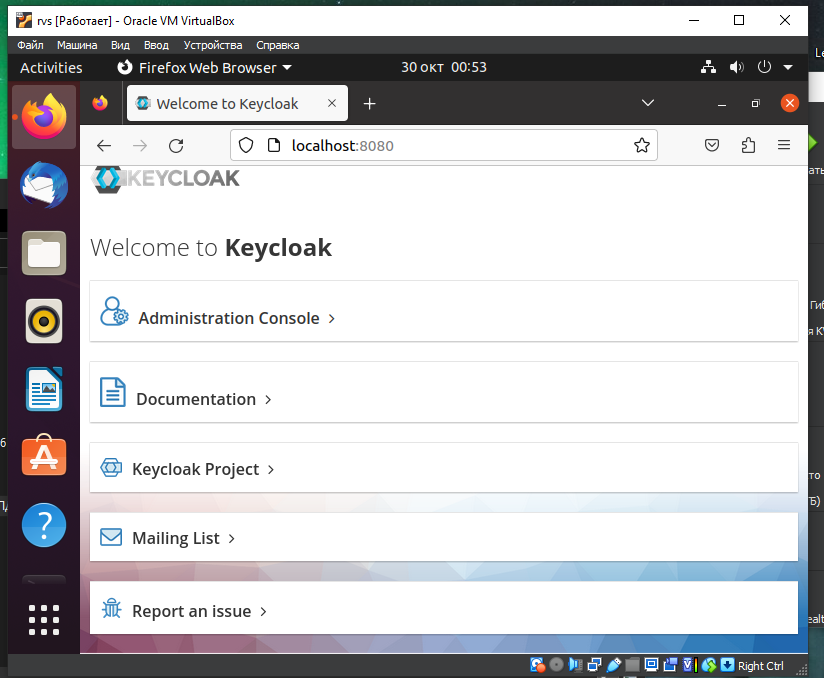 rvs [Работает] - Oracle VM VirtualBox
Файл Машина Вид Ввод Устройства Справка
Activities Firefox Web Browser 30 окт 00:53
Welcome to Keycloak
localhost:8080
KEYCLOAK
Welcome to Keycloak
Administration Console
Documentation
Keycloak Project
Mailing List
Report an issue
Right Ctrl